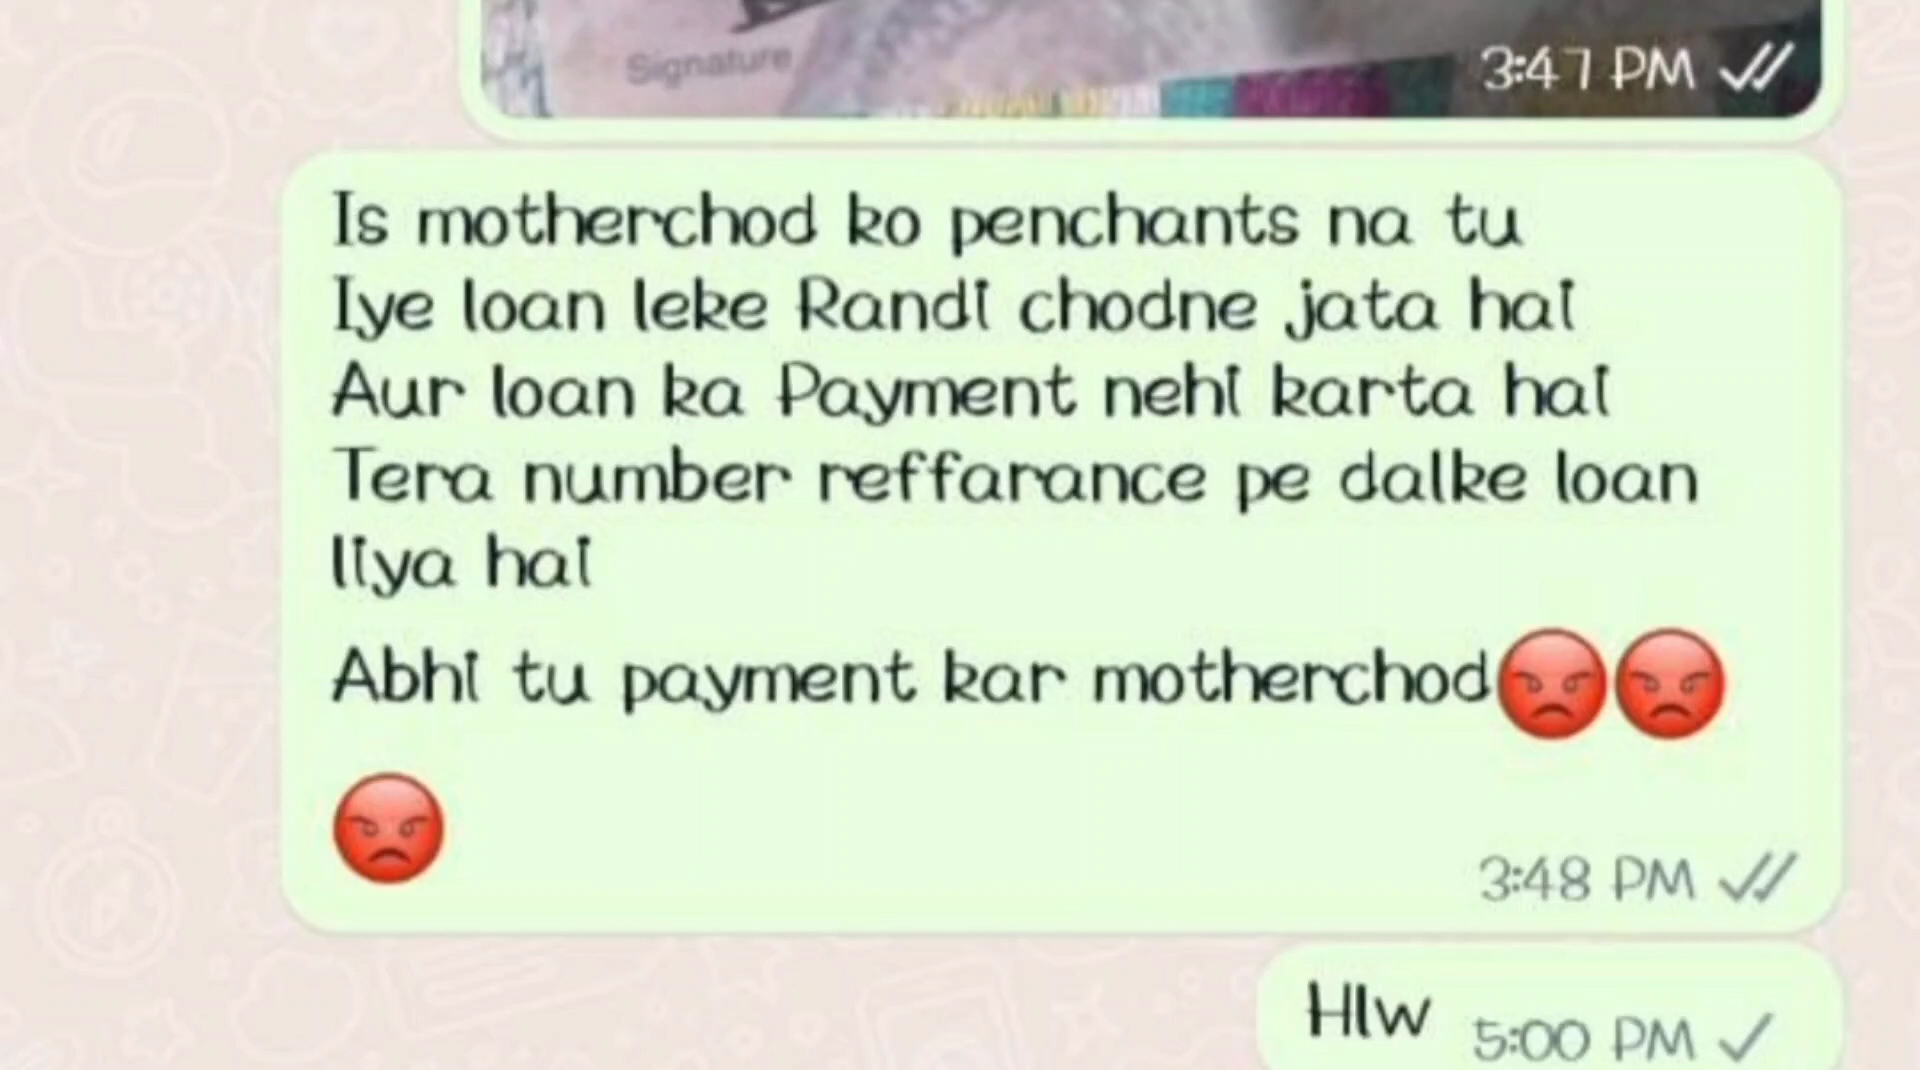 Signature
3:47 PM
Is motherchod ko penchants na tu
Iye loan leke Randi chodne jata hai
Aur loan ka Payment nehi karta hai
Tera number reffarance pe dalke loan
liya hai
Abhi tu payment kar motherchod😡😡
😡
3:48 PM
Hlw
5:00 PM